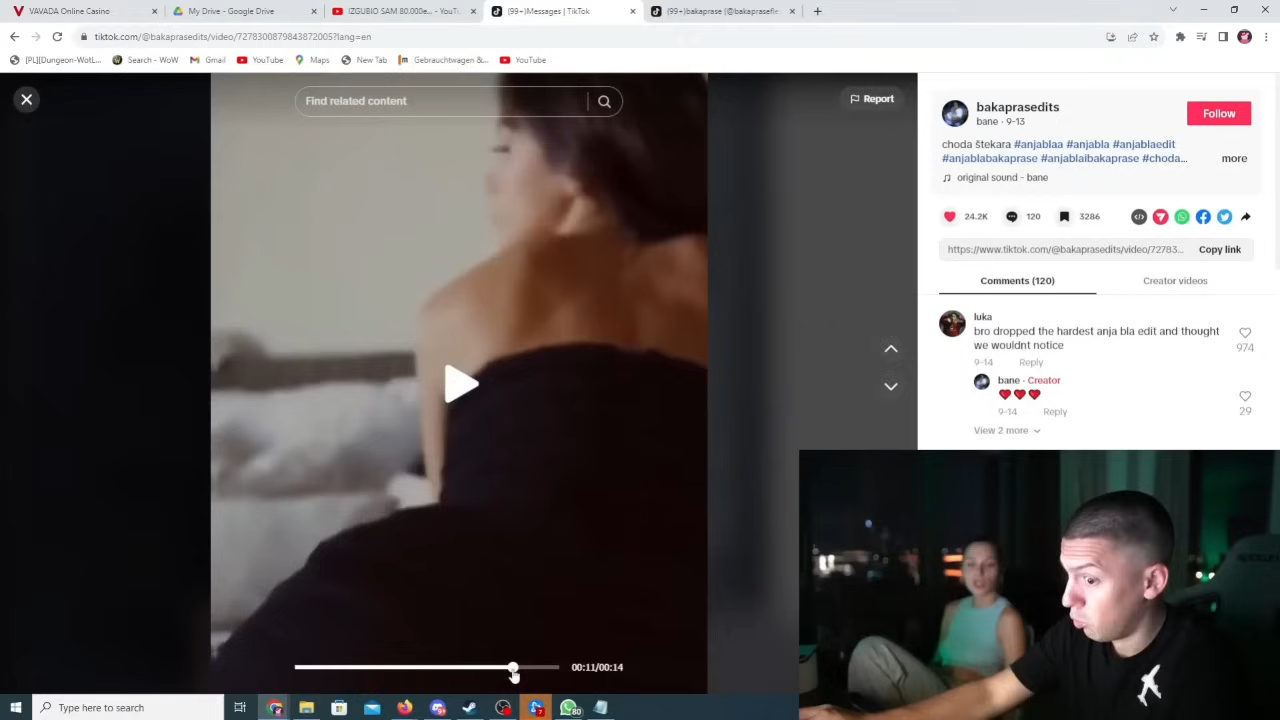 VAVADA Online Casino
My Drive - Google Drive
IZGUBIO SAM 80.000e... - YouTu
(99+)Messages | TikTok
(99+)bakaprase (@bakaprasefle
tiktok.com/@bakaprasedits/video/7278300879843872005?lang=en
[PL][Dungeon-WotL...
Search - WoW
Gmail
YouTube
Maps
New Tab
Gebrauchtwagen &...
YouTube
Find related content
Report
bakaprasedits
bane · 9-13
Follow
choda štekara #anjablaa #anjabla #anjablaedit
#anjablabakaprase #anjablaibakaprase #choda...
more
original sound - bane
24.2K
120
3286
https://www.tiktok.com/@bakaprasedits/video/72783...
Copy link
Comments (120)
Creator videos
luka
bro dropped the hardest anja bla edit and thought
we wouldnt notice
974
9-14
Reply
bane · Creator
9-14
Reply
29
View 2 more
00:11/00:14
Type here to search
7
80